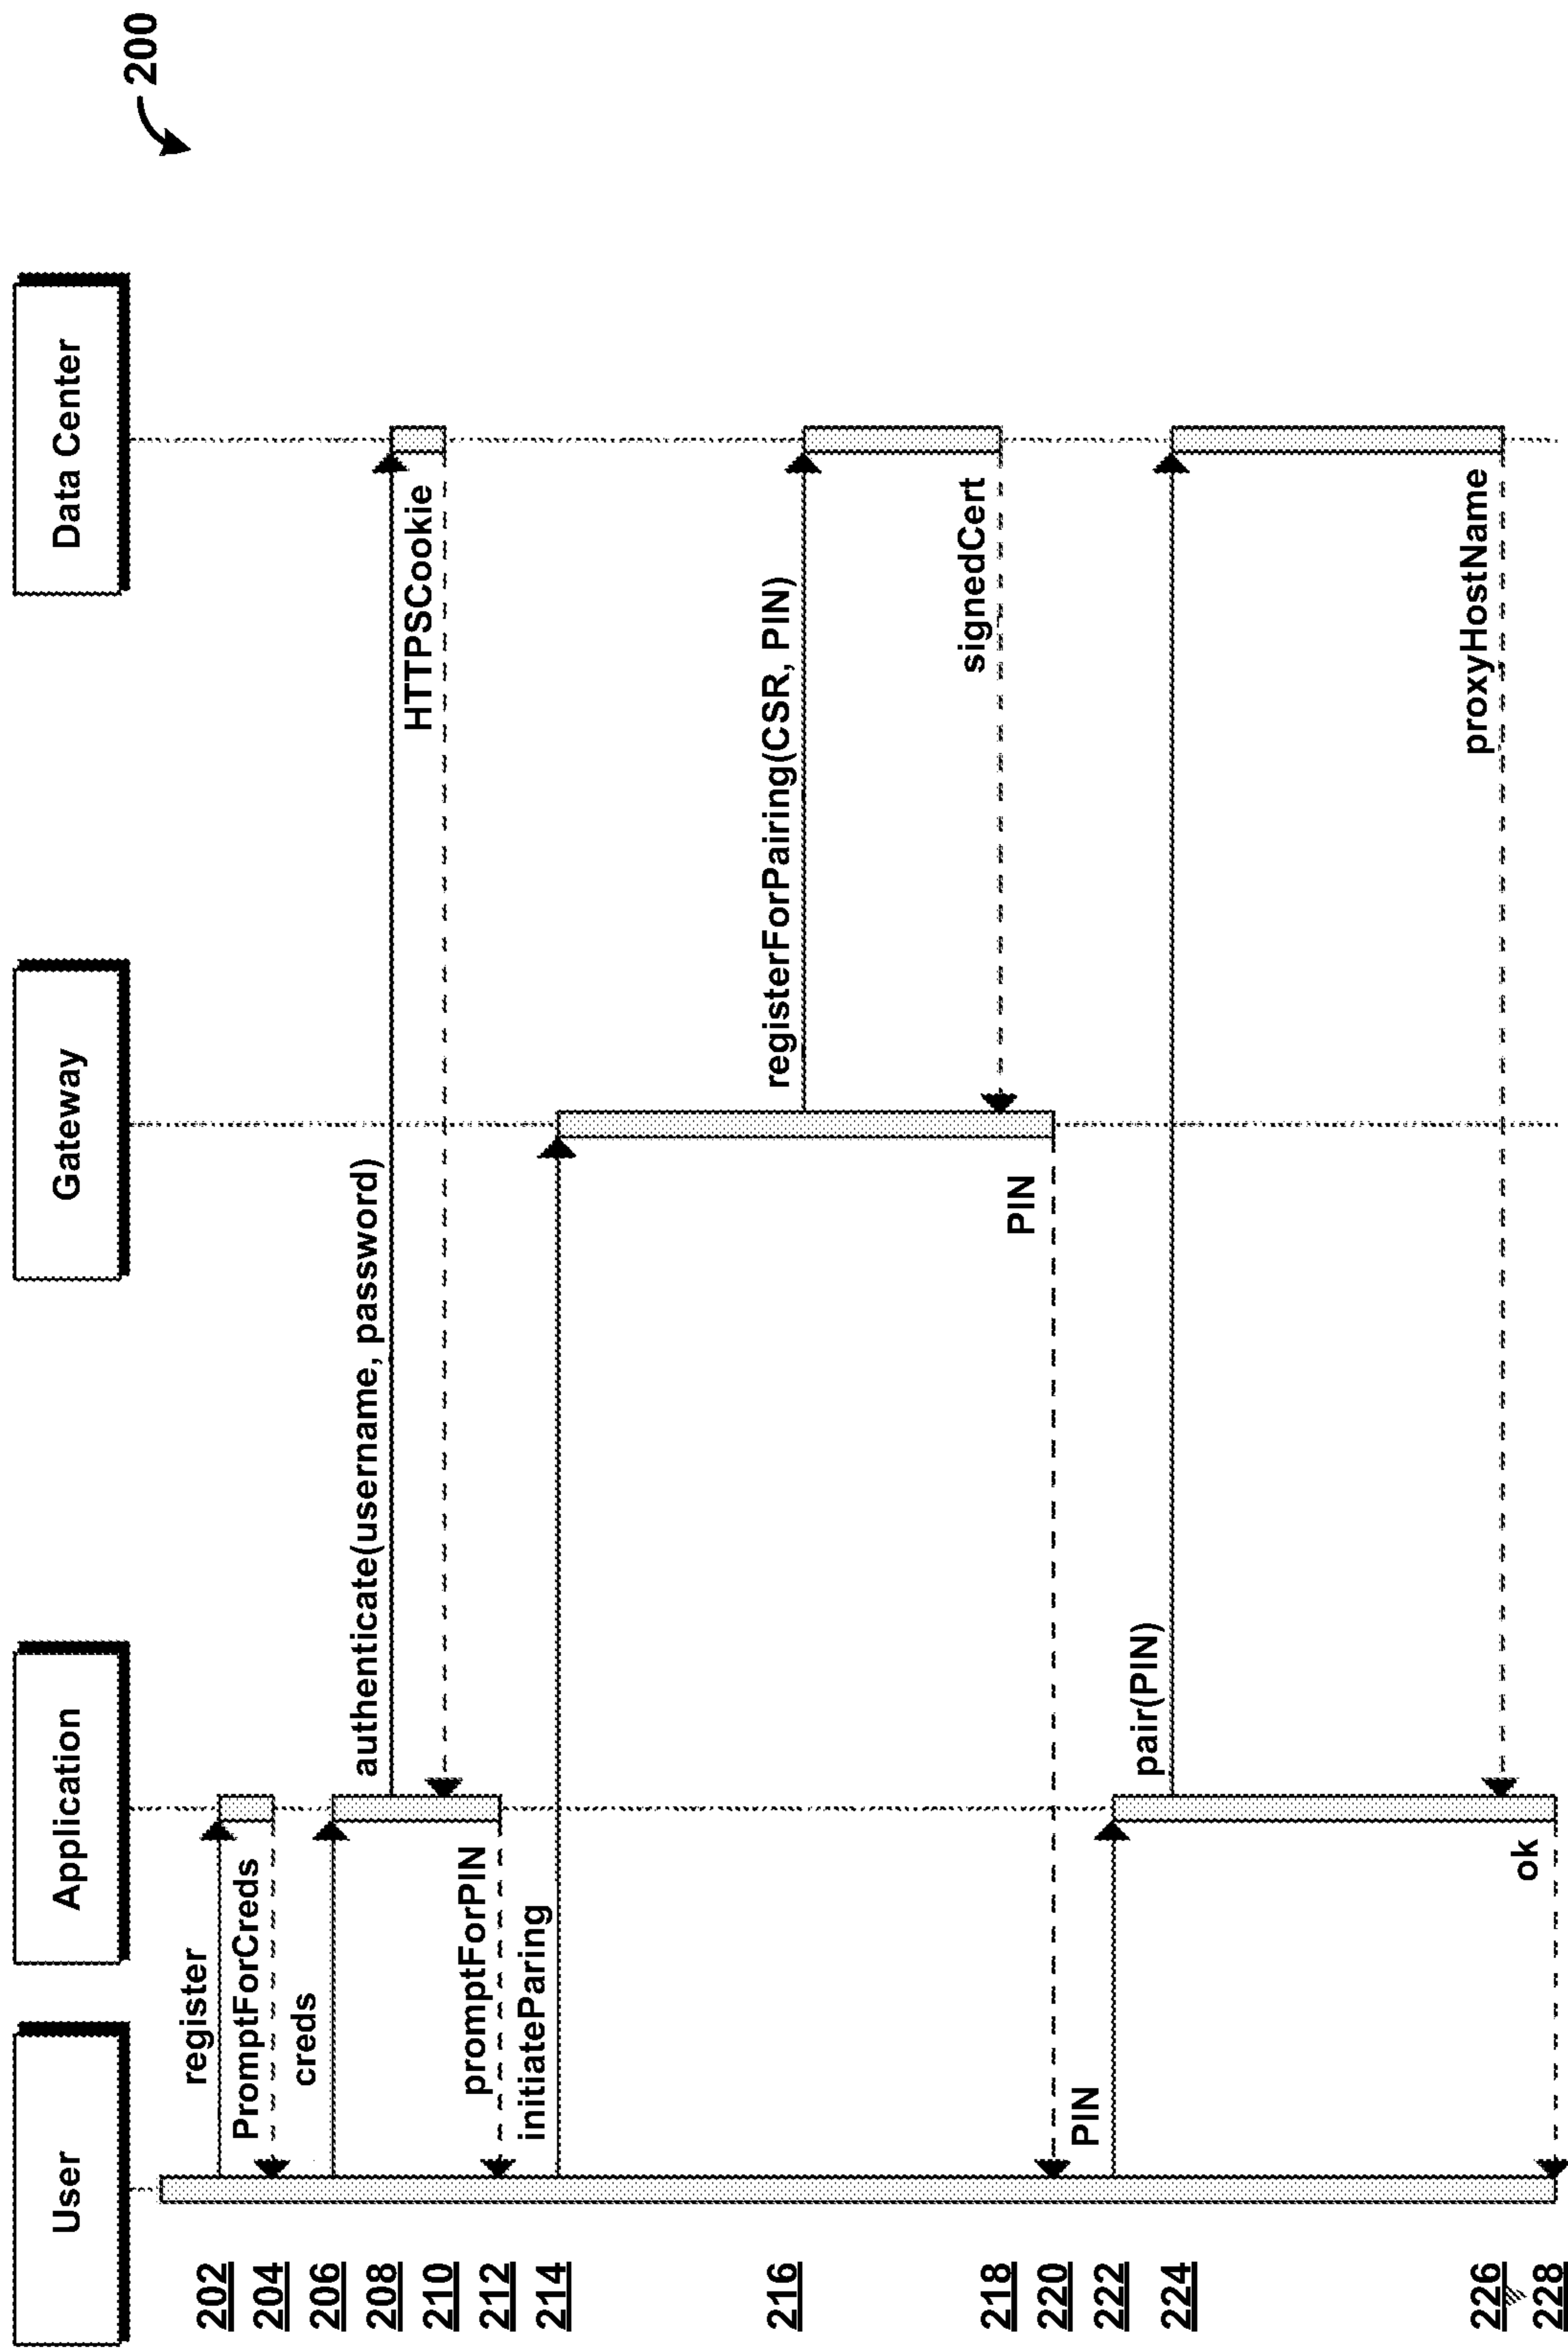 200
User
Application
Gateway
Data Center
202
register
204
PromptForCreds
206
creds
208
authenticate(username, password)
210
HTTPSCookie
212
promptForPIN
214
initiateParing
216
registerForPairing(CSR, PIN)
218
signedCert
220
PIN
222
PIN
224
pair(PIN)
226
proxyHostName
228
ok